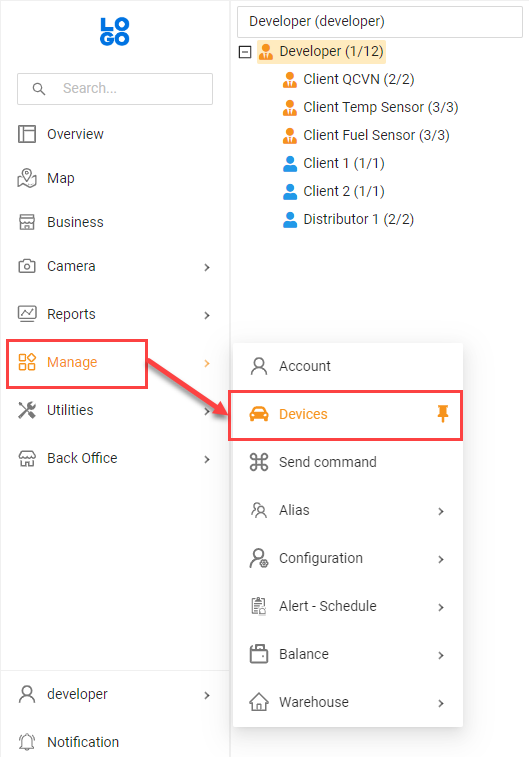 LO
GO
Search...
Overview
Map
Business
Camera
Reports
Manage
Utilities
Back Office
developer
Notification
Developer (developer)
Developer (1/12)
Client QCVN (2/2)
Client Temp Sensor (3/3)
Client Fuel Sensor (3/3)
Client 1 (1/1)
Client 2 (1/1)
Distributor 1 (2/2)
Account
Devices
Send command
Alias
Configuration
Alert - Schedule
Balance
Warehouse